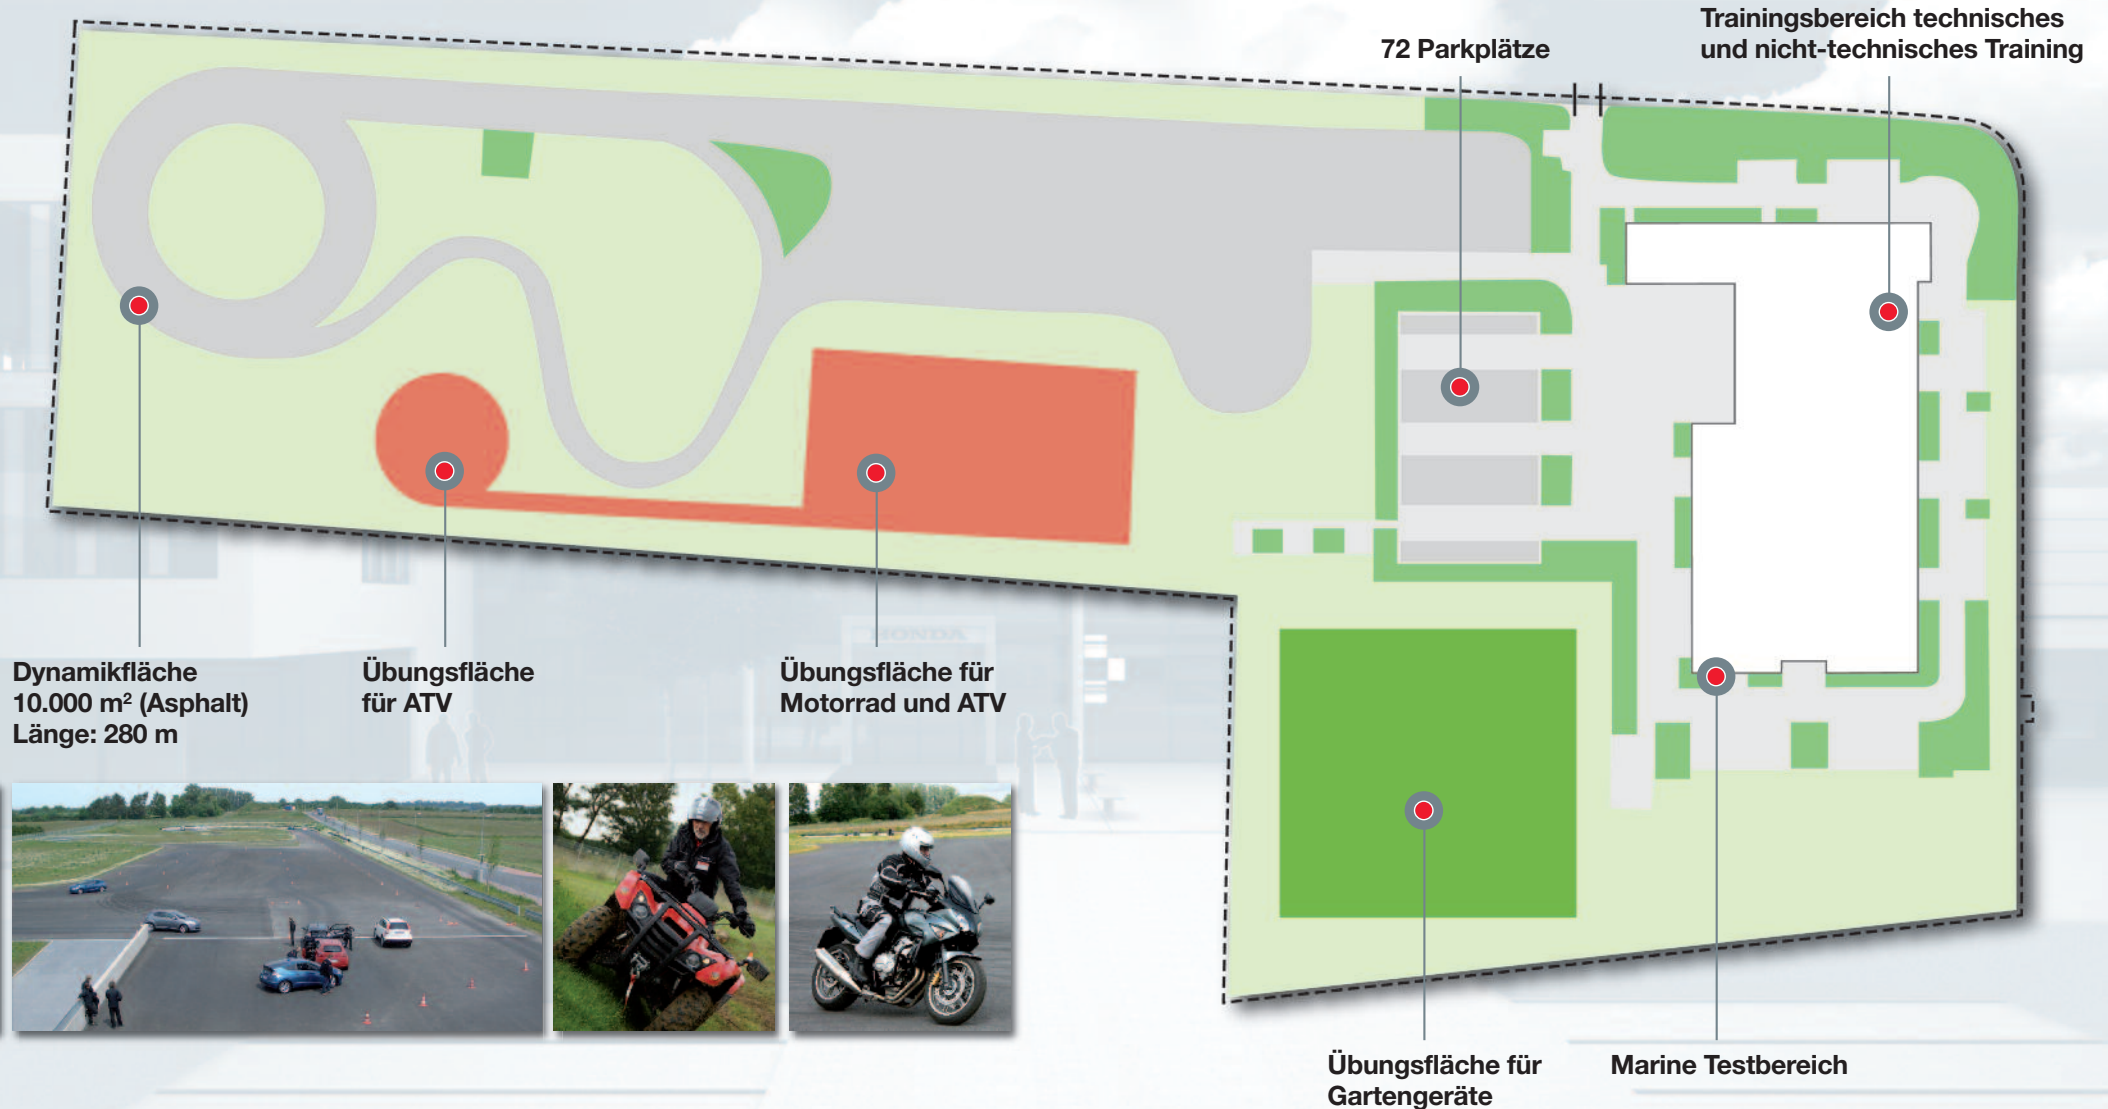 Trainingsbereich technisches
und nicht-technisches Training
72 Parkplätze
HONDA
Dynamikfläche
10.000 m² (Asphalt)
Länge: 280 m
Übungsfläche
für ATV
Übungsfläche für
Motorrad und ATV
Übungsfläche für
Gartengeräte
Marine Testbereich